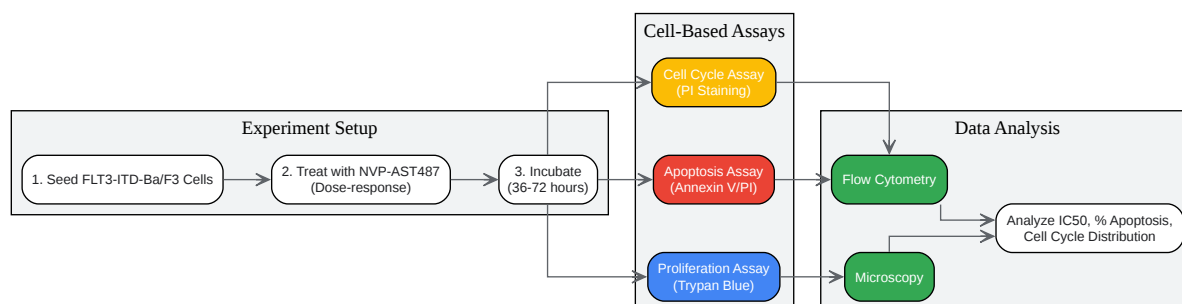 Experiment Setup
1. Seed FLT3-ITD-Ba/F3 Cells
2. Treat with NVP-AST487
(Dose-response)
3. Incubate
(36-72 hours)
Cell-Based Assays
Cell Cycle Assay
(PI Staining)
Apoptosis Assay
(Annexin V/PI)
Proliferation Assay
(Trypan Blue)
Data Analysis
Flow Cytometry
Microscopy
Analyze IC50, % Apoptosis,
Cell Cycle Distribution